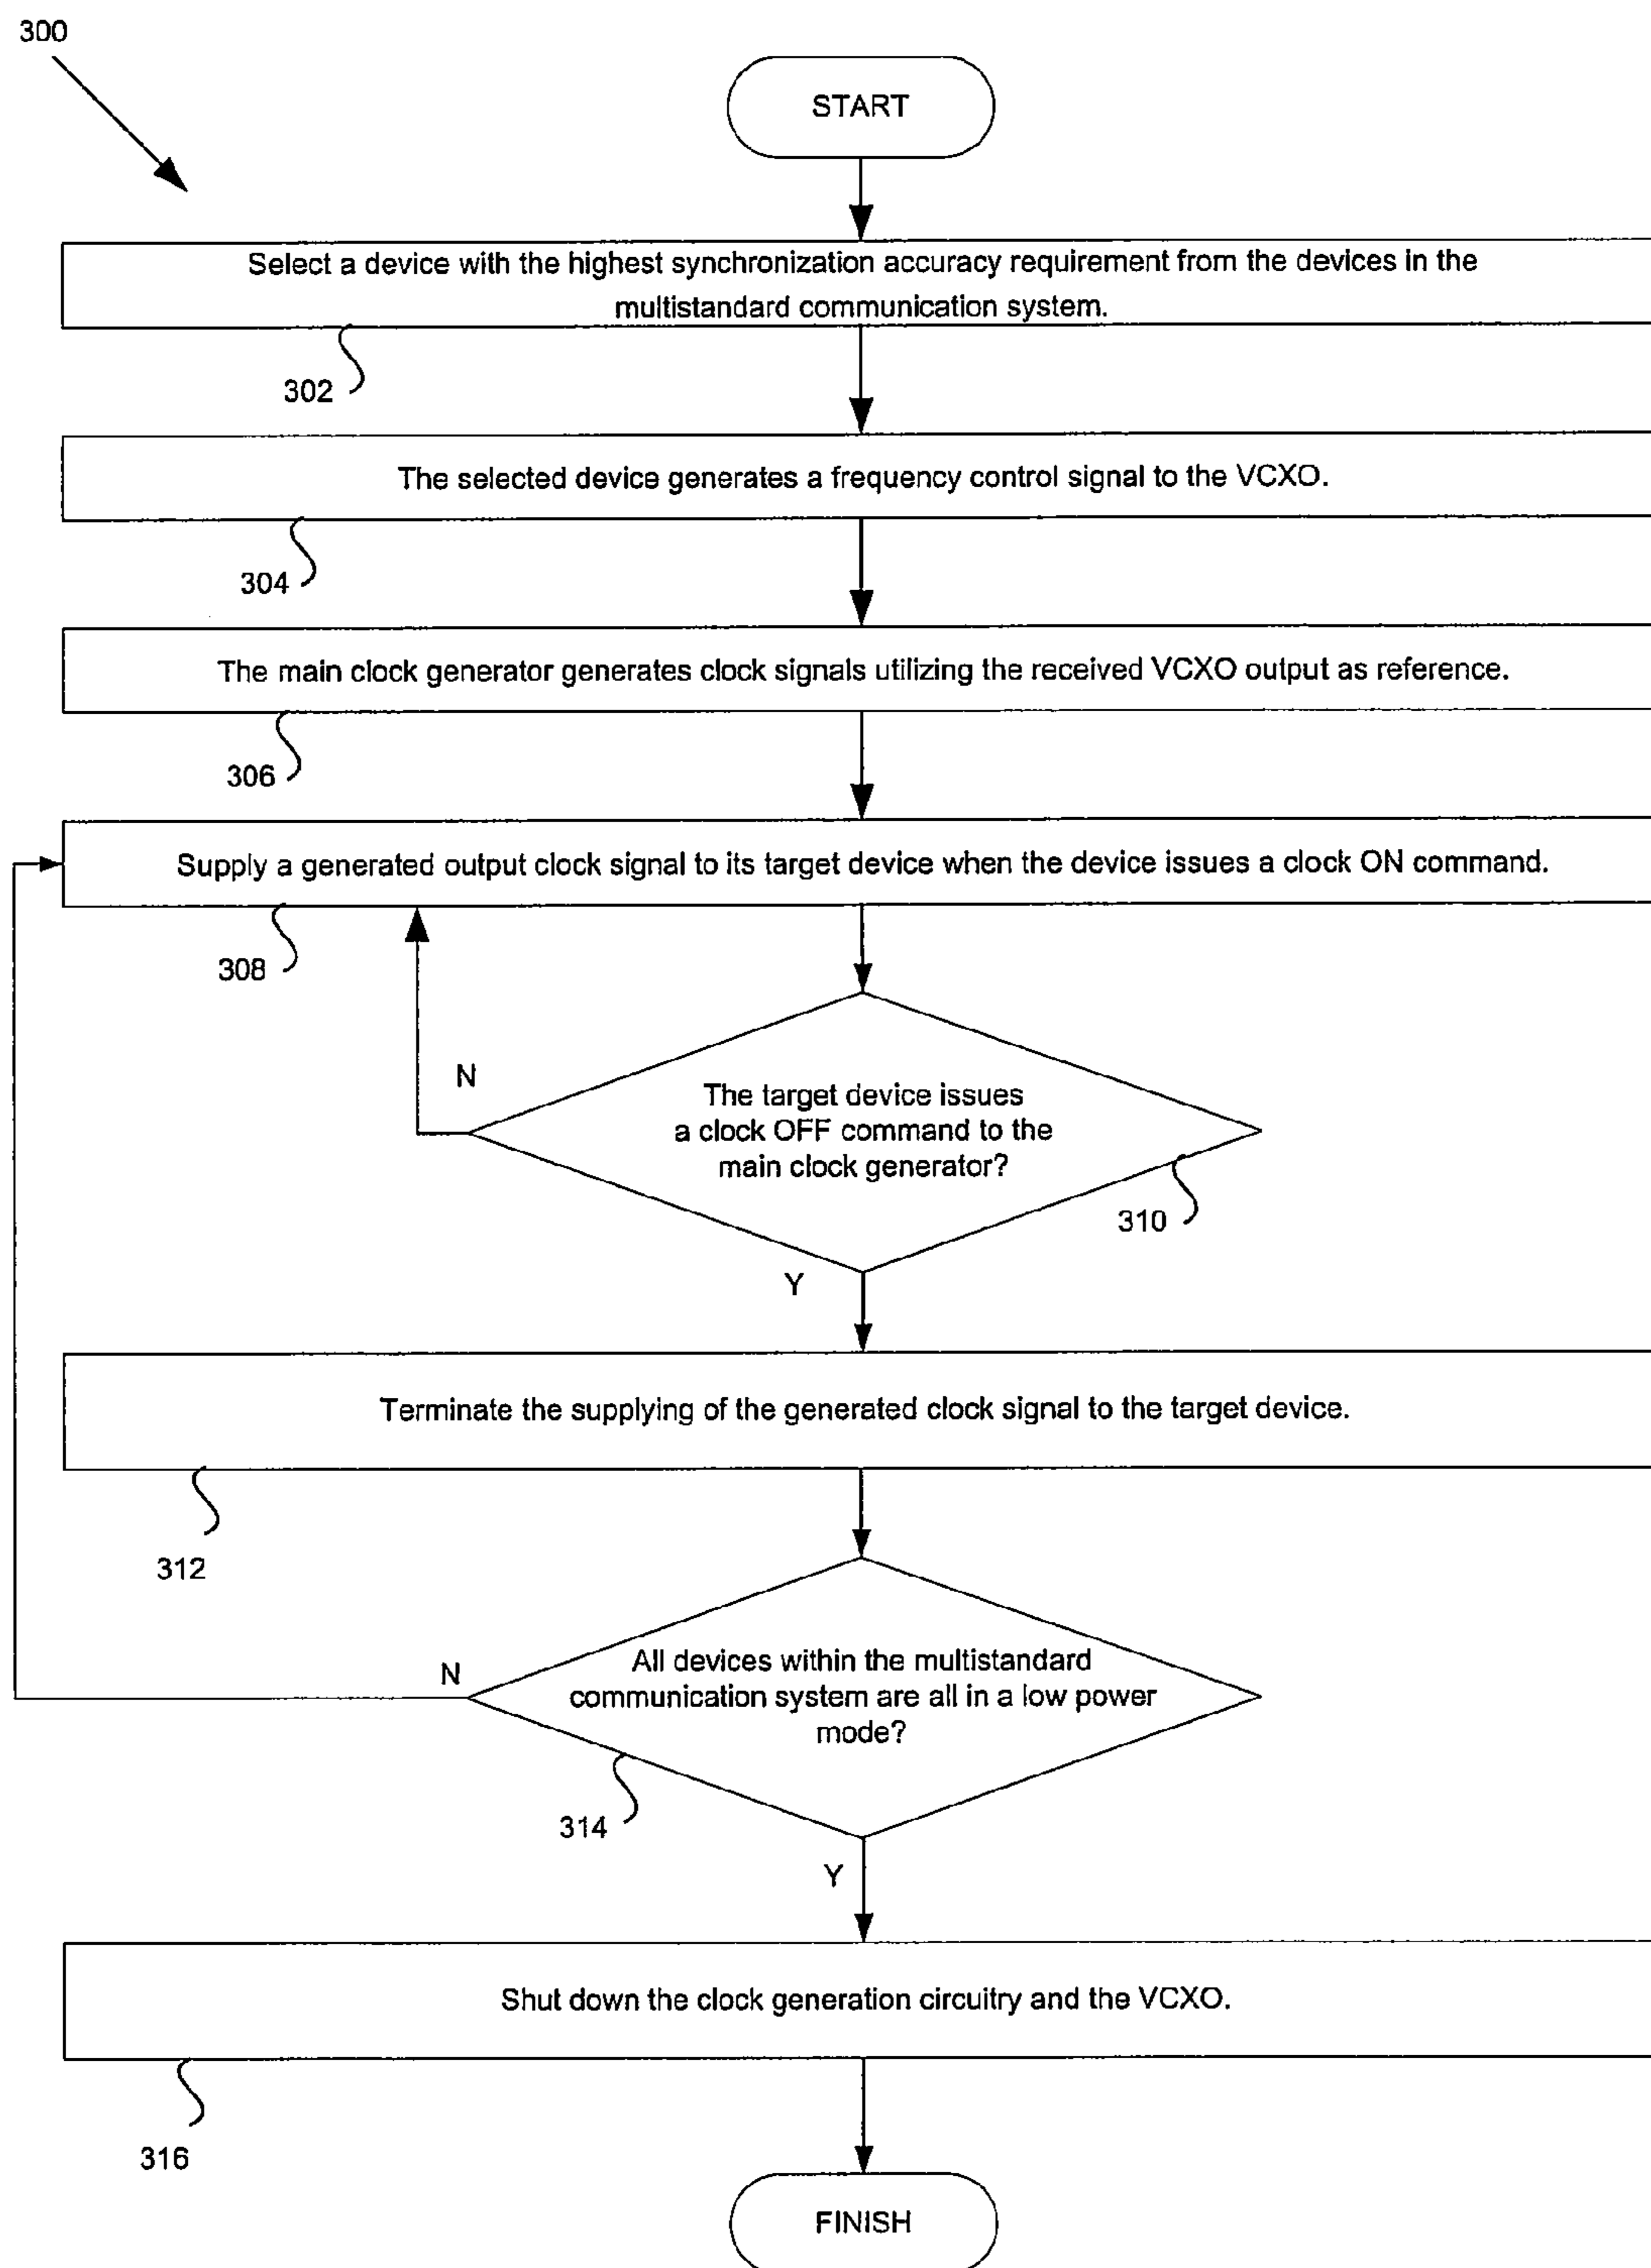 300
START
Select a device with the highest synchronization accuracy requirement from the devices in the
multistandard communication system.
302
The selected device generates a frequency control signal to the VCXO.
304
The main clock generator generates clock signals utilizing the received VCXO output as reference.
306
Supply a generated output clock signal to its target device when the device issues a clock ON command.
308
N
The target device issues
a clock OFF command to the
main clock generator?
310
Y
Terminate the supplying of the generated clock signal to the target device.
312
N
All devices within the multistandard
communication system are all in a low power
mode?
314
Y
Shut down the clock generation circuitry and the VCXO.
316
FINISH